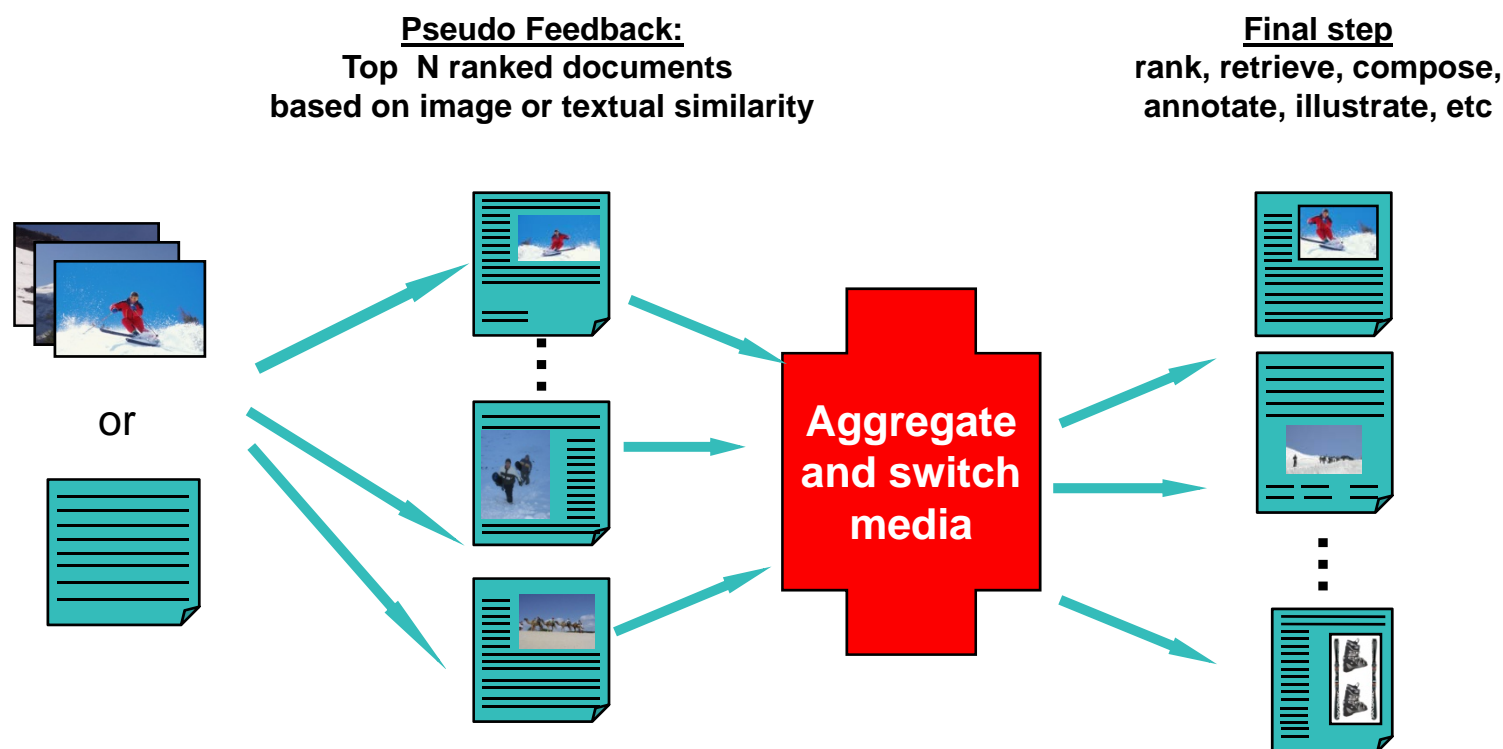 Pseudo Feedback:
Top N ranked documents
based on image or textual similarity
Final step
rank, retrieve, compose,
annotate, illustrate, etc
or
Aggregate
and switch
media